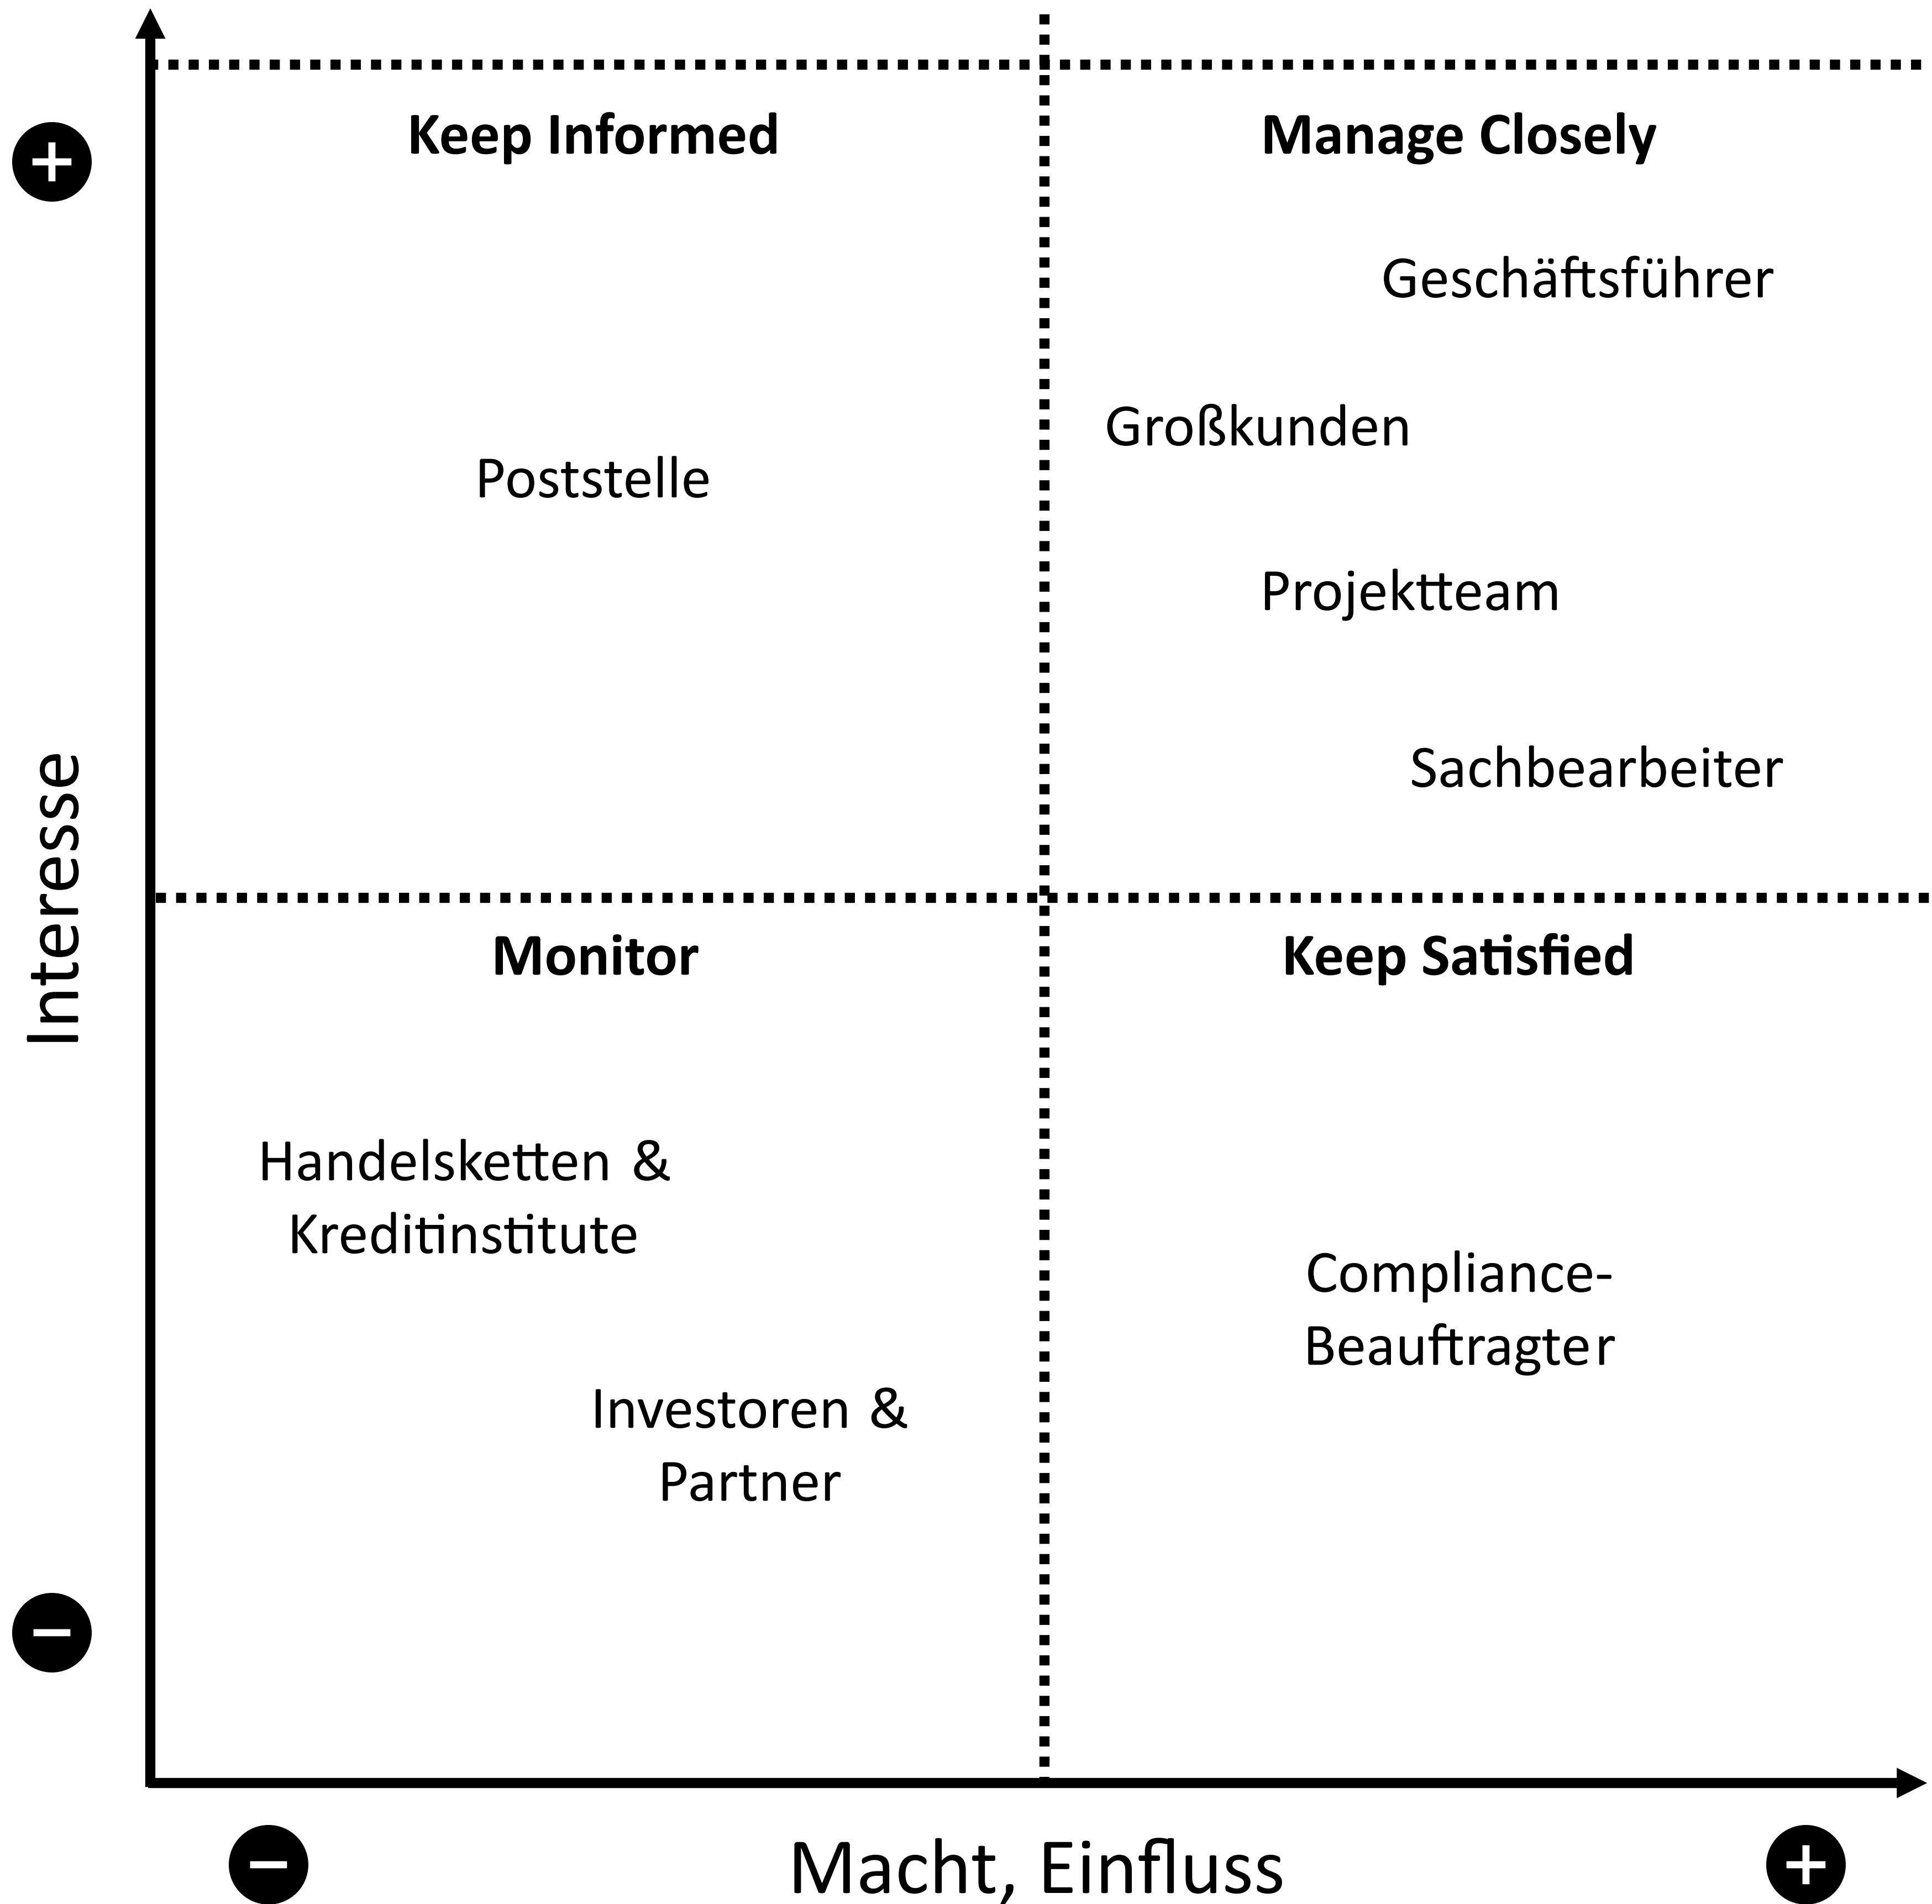 Keep Informed
Manage Closely
Geschäftsführer
Großkunden
Poststelle
Projektteam
Sachbearbeiter
Interesse
Monitor
Keep Satisfied
Handelsketten &
Kreditinstitute
Compliance-
Beauftragter
Investoren &
Partner
Macht, Einfluss